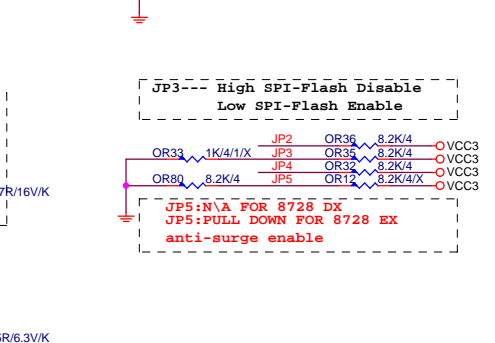 JP3--- High SPI-Flash Disable
Low SPI-Flash Enable
JP2 OR36 8.2K/4 VCC3
OR33 1K/4/1/X JP3 OR35 8.2K/4 VCC3
JP4 OR32 8.2K/4 VCC3
OR80 8.2K/4 JP5 OR12 8.2K/4/X VCC3
7R/16V/K
JP5:N\A FOR 8728 DX
JP5:PULL DOWN FOR 8728 EX
anti-surge enable
5R/6.3V/K